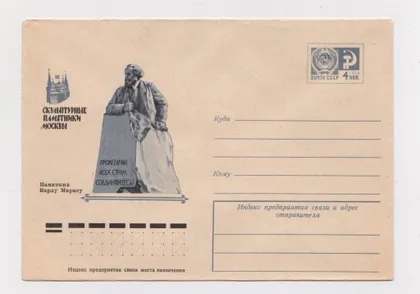 СКУЛЬПТУРНЫЕ
ПАМЯТНИКИ
МОСКВЫ
ПРОЛЕТАРИИ
ВСЕХ СТРАН,
СОЕДИНЯЙТЕСЬ!
Памятник
Карлу Марксу
ПОЧТА СССР
4
КОП
Куда
Кому
Индекс предприятия связи и адрес
отправителя
Индекс предприятия связи места назначения